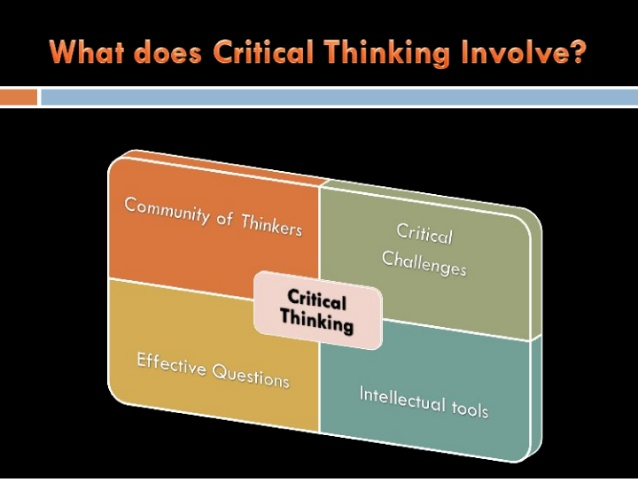 What does Critical Thinking Involve?
Community of Thinkers
Critical
Challenges
Critical
Thinking
Effective Questions
Intellectual tools